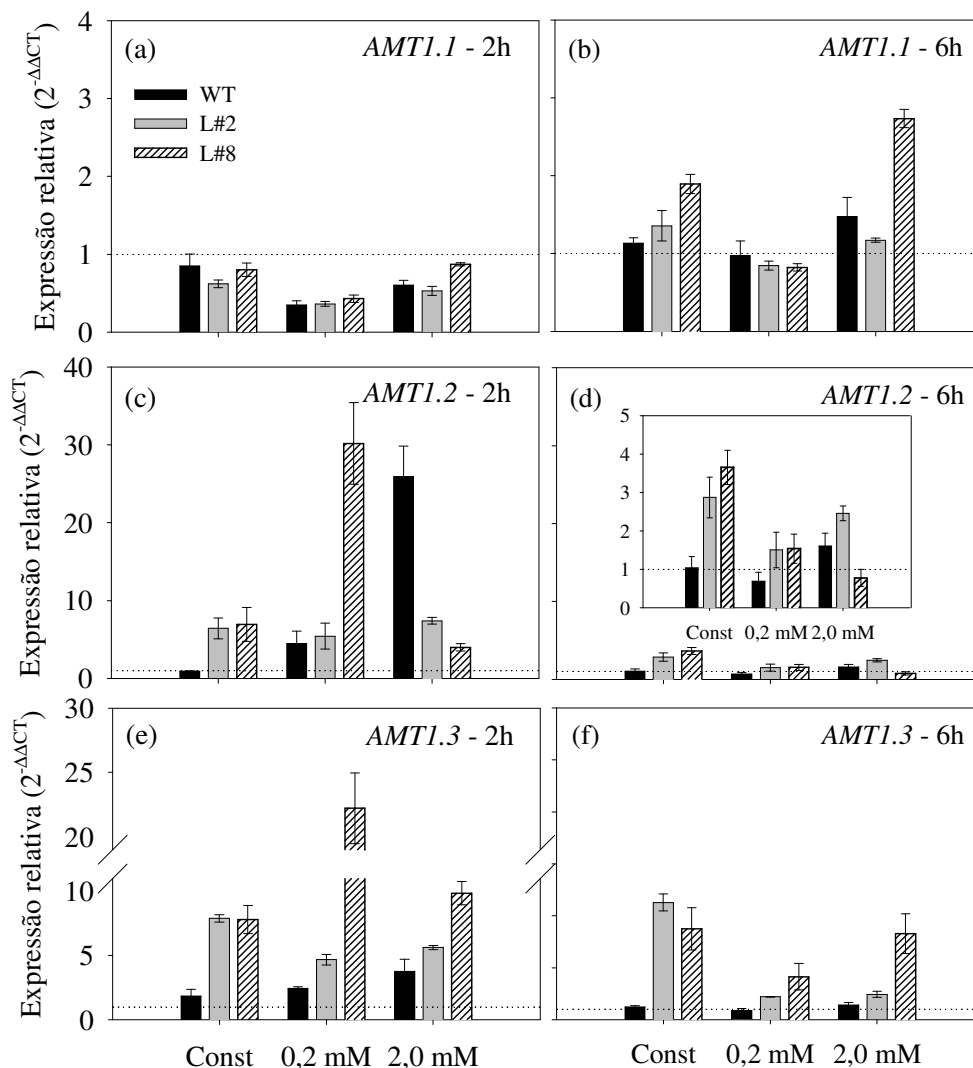 4
3
2
1
0
Expressão relativa (2^-ΔΔCT)
(a)
AMT1.1 - 2h
WT
L#2
L#8
(b)
AMT1.1 - 6h
40
30
20
10
0
Expressão relativa (2^-ΔΔCT)
(c)
AMT1.2 - 2h
(d)
AMT1.2 - 6h
5
4
3
2
1
0
Const 0,2 mM 2,0 mM
30
25
20
10
5
0
Expressão relativa (2^-ΔΔCT)
(e)
AMT1.3 - 2h
(f)
AMT1.3 - 6h
Const 0,2 mM 2,0 mM
Const 0,2 mM 2,0 mM